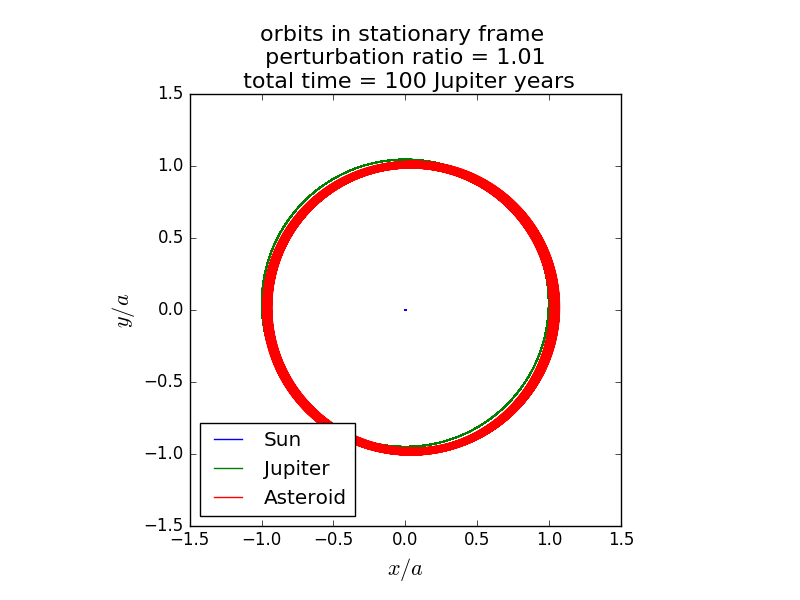 orbits in stationary frame
perturbation ratio = 1.01
total time = 100 Jupiter years
1.5
1.0
0.5
0.0
−0.5
−1.0
−1.5
y/a
Sun
Jupiter
Asteroid
−1.5 −1.0 −0.5 0.0 0.5 1.0 1.5
x/a